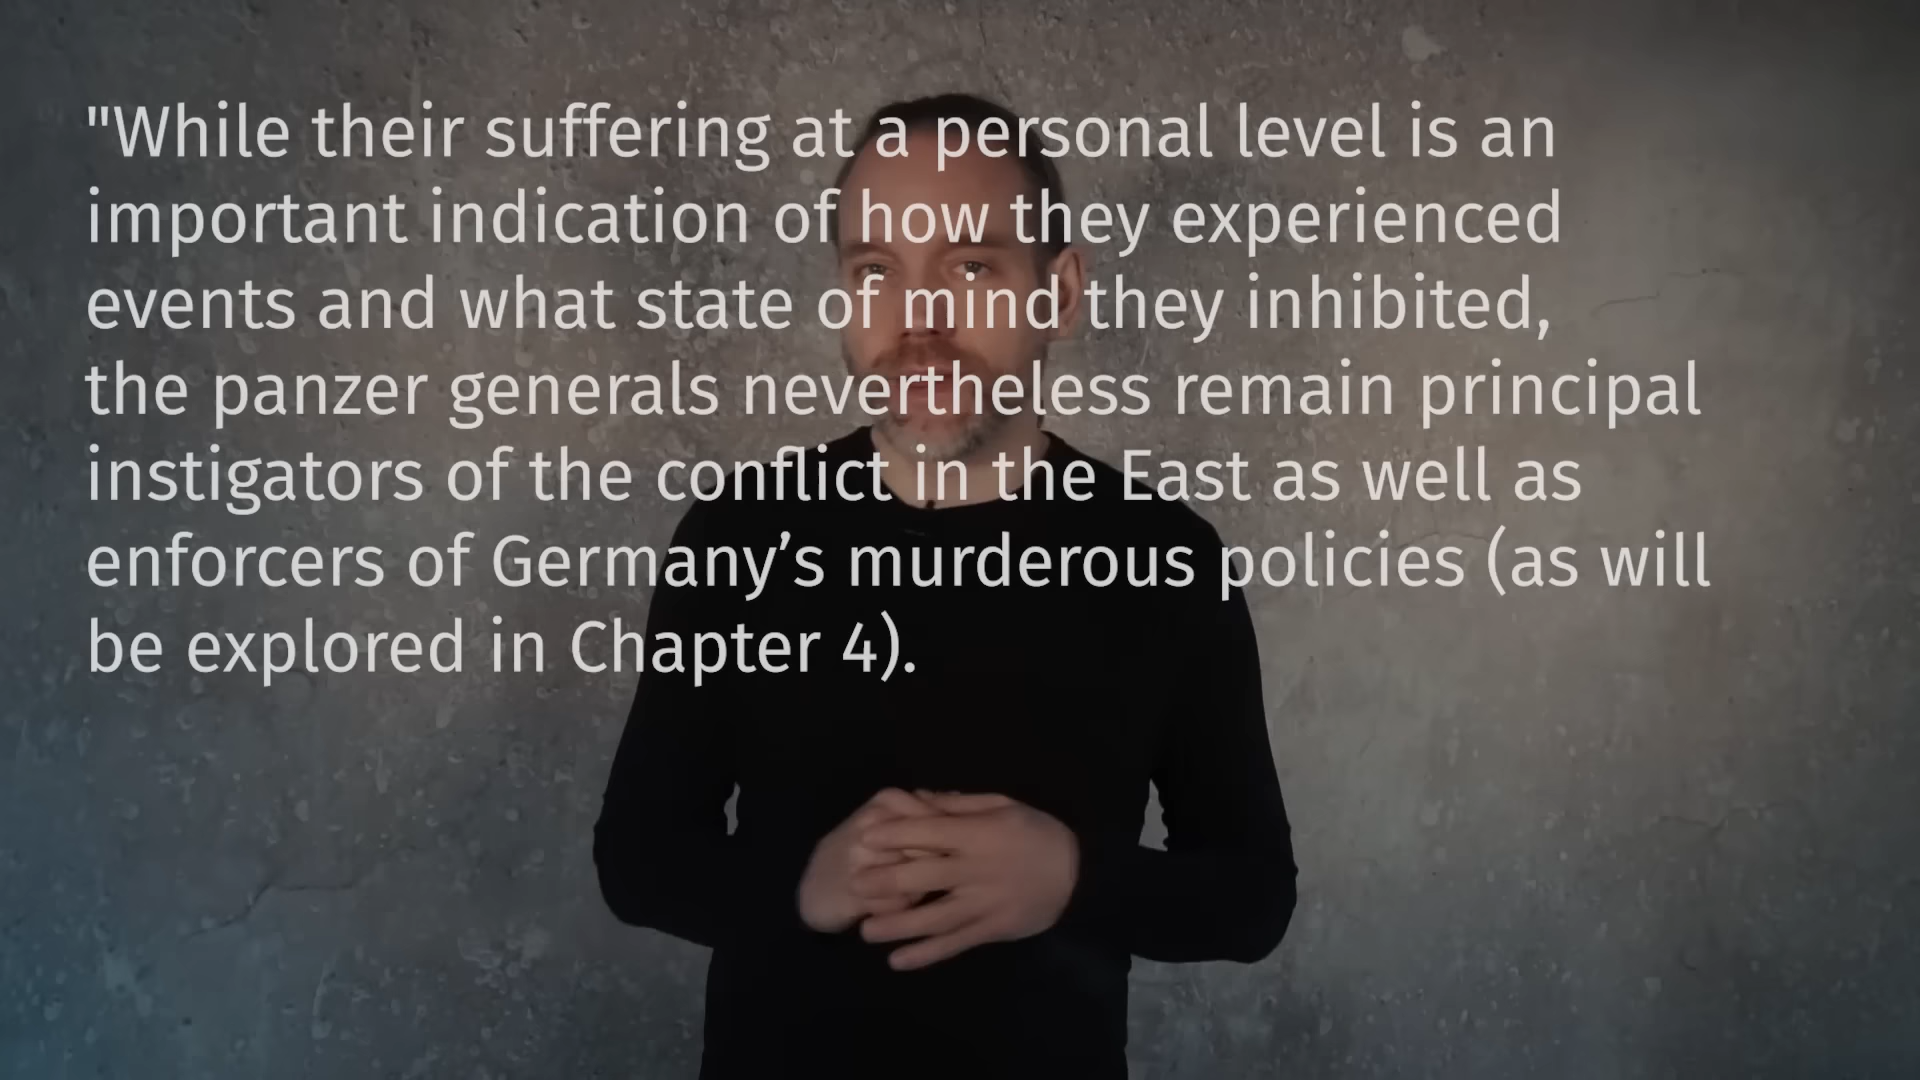 "While their suffering at a personal level is an
important indication of how they experienced
events and what state of mind they inhibited,
the panzer generals nevertheless remain principal
instigators of the conflict in the East as well as
enforcers of Germany’s murderous policies (as will
be explored in Chapter 4).